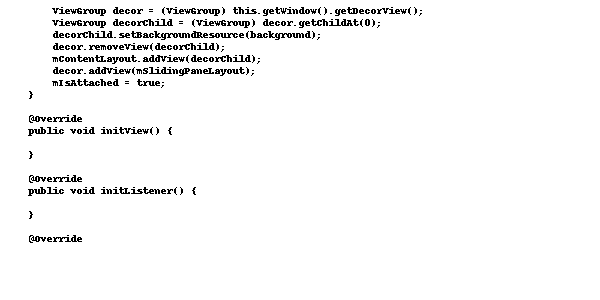 ViewGroup decor = (ViewGroup) this.getWindow().getDecorView();
ViewGroup decorChild = (ViewGroup) decor.getChildAt(0);
decorChild.setBackgroundResource(background);
decor.removeView(decorChild);
mContentLayout.addView(decorChild);
decor.addView(mSlidingPaneLayout);
mIsAttached = true;
}
@Override
public void initView() {
}
@Override
public void initListener() {
}
@Override